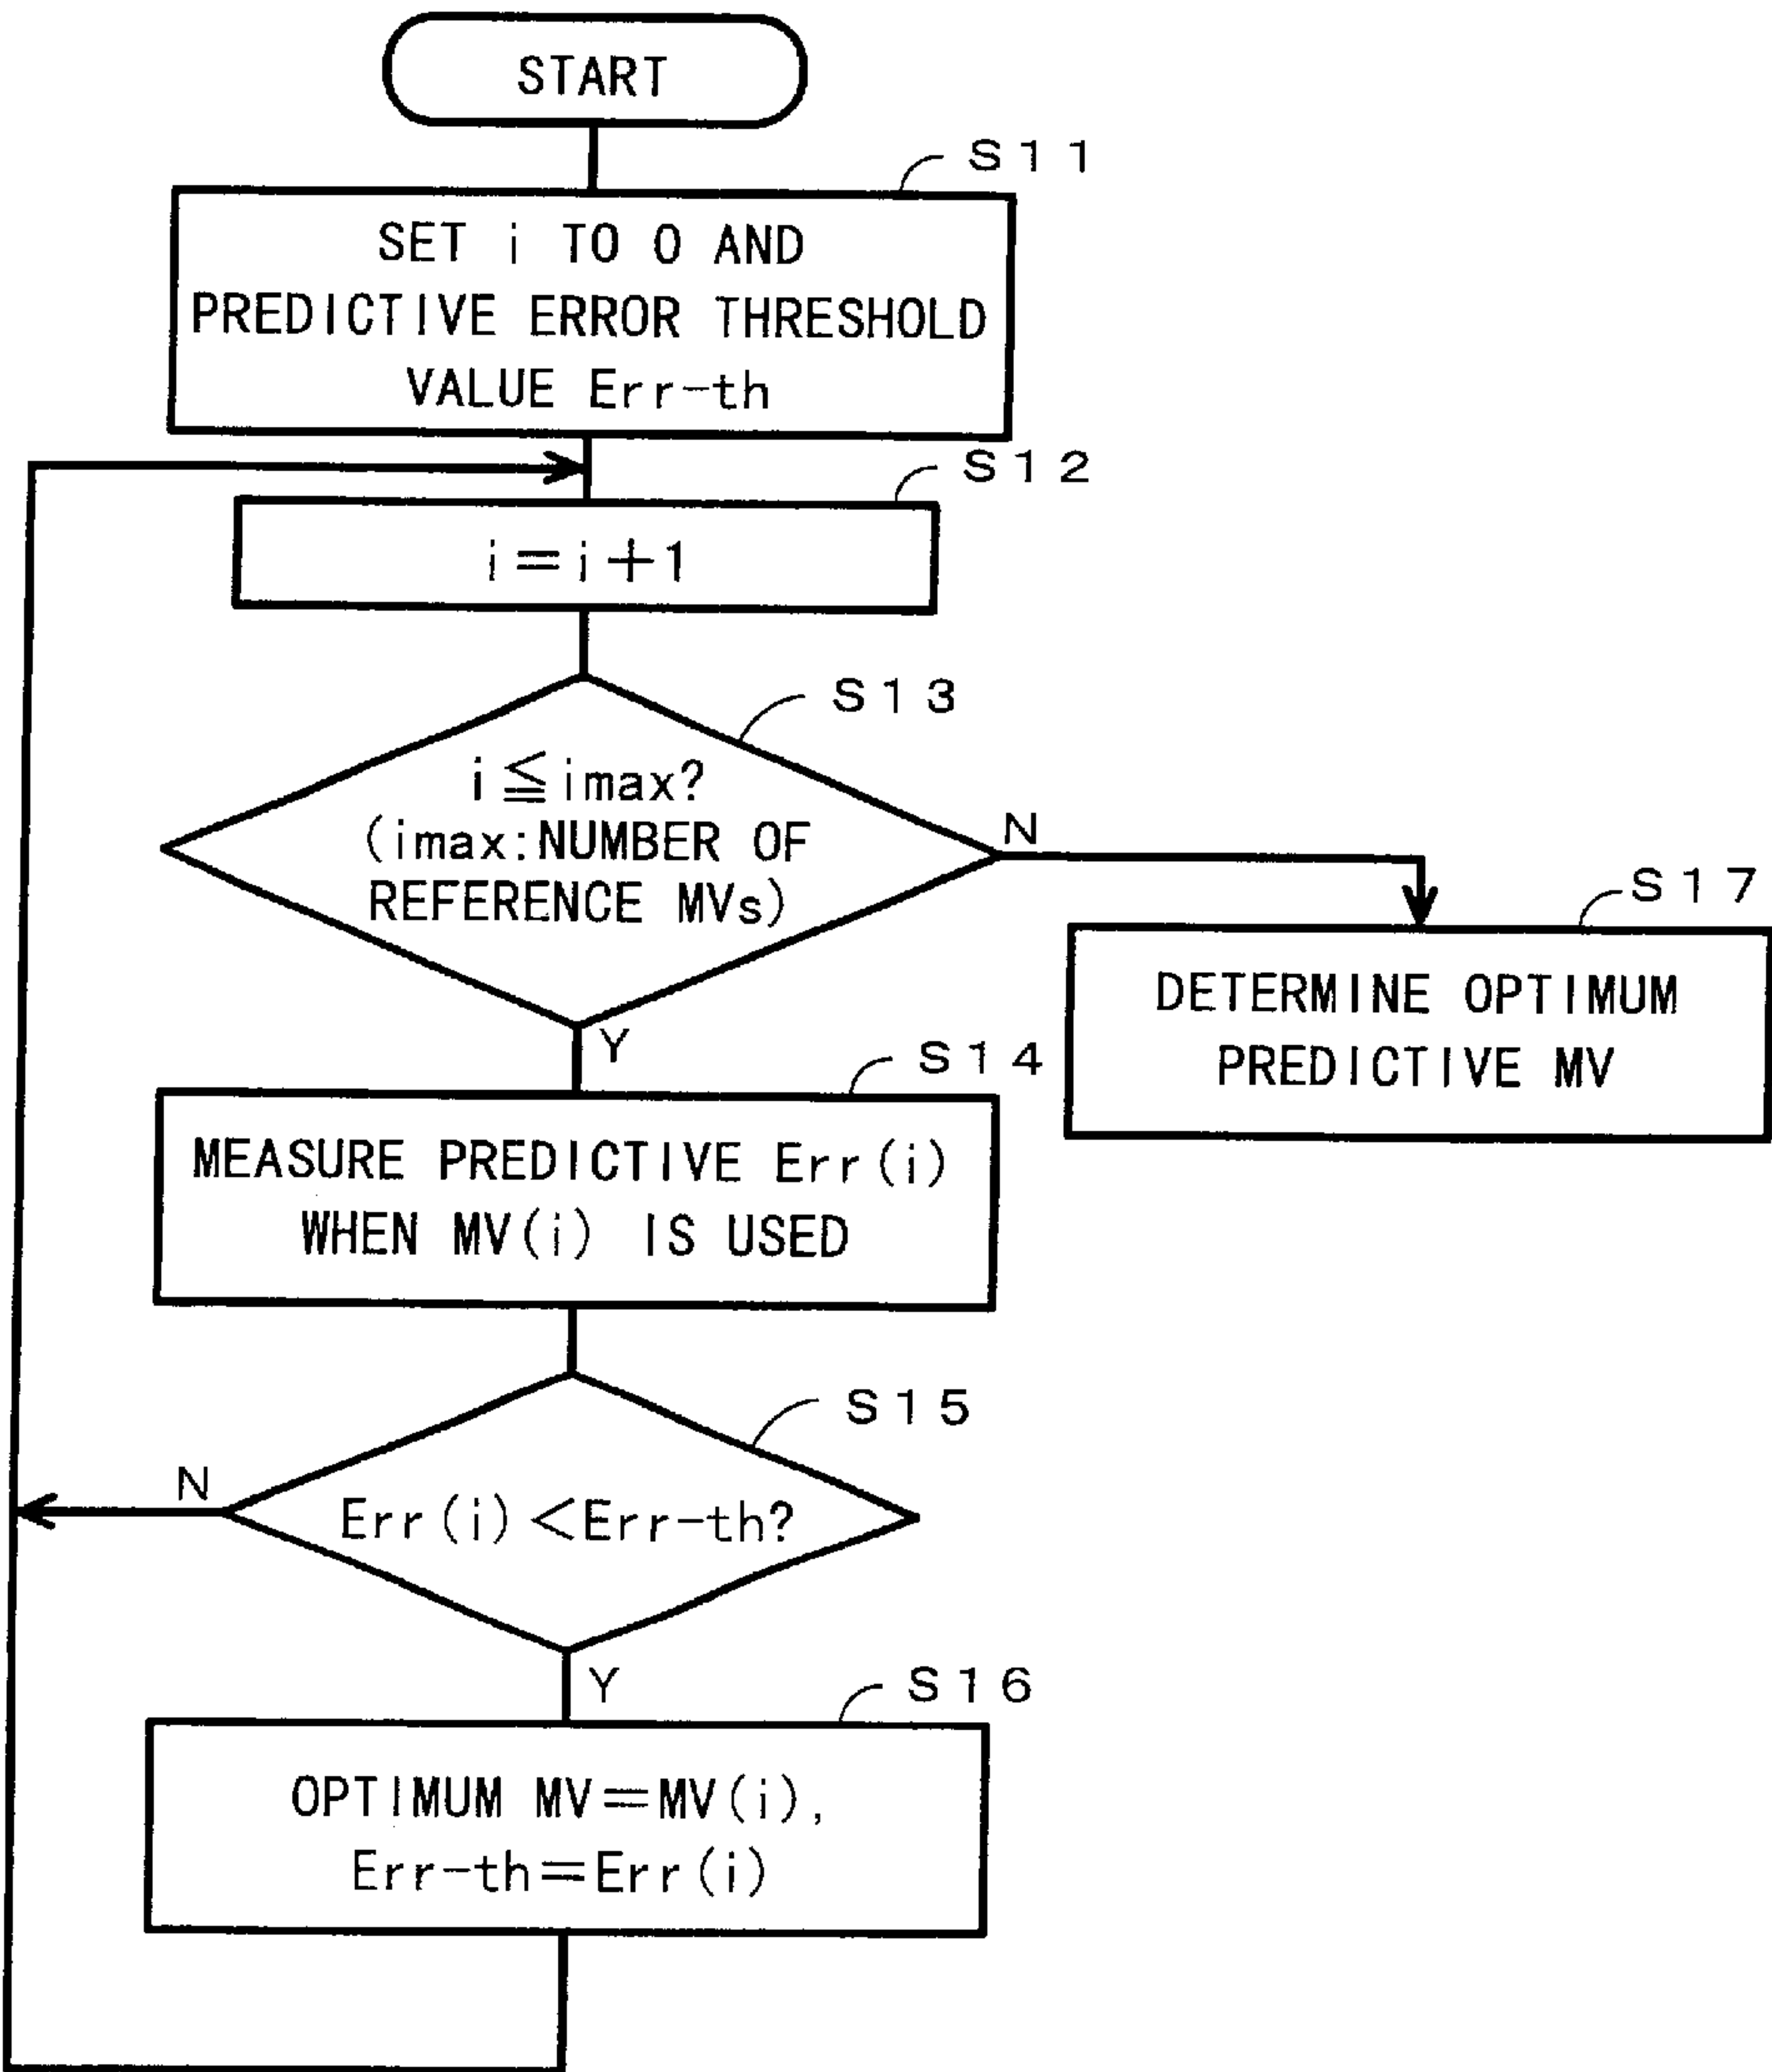 START
S11
SET i TO 0 AND
PREDICTIVE ERROR THRESHOLD
VALUE Err-th
S12
i=i+1
S13
i≦imax?
(imax:NUMBER OF
REFERENCE MVs)
N
Y
S17
DETERMINE OPTIMUM
PREDICTIVE MV
S14
MEASURE PREDICTIVE Err(i)
WHEN MV(i) IS USED
S15
N
Err(i)<Err-th?
Y
S16
OPTIMUM MV=MV(i),
Err-th=Err(i)